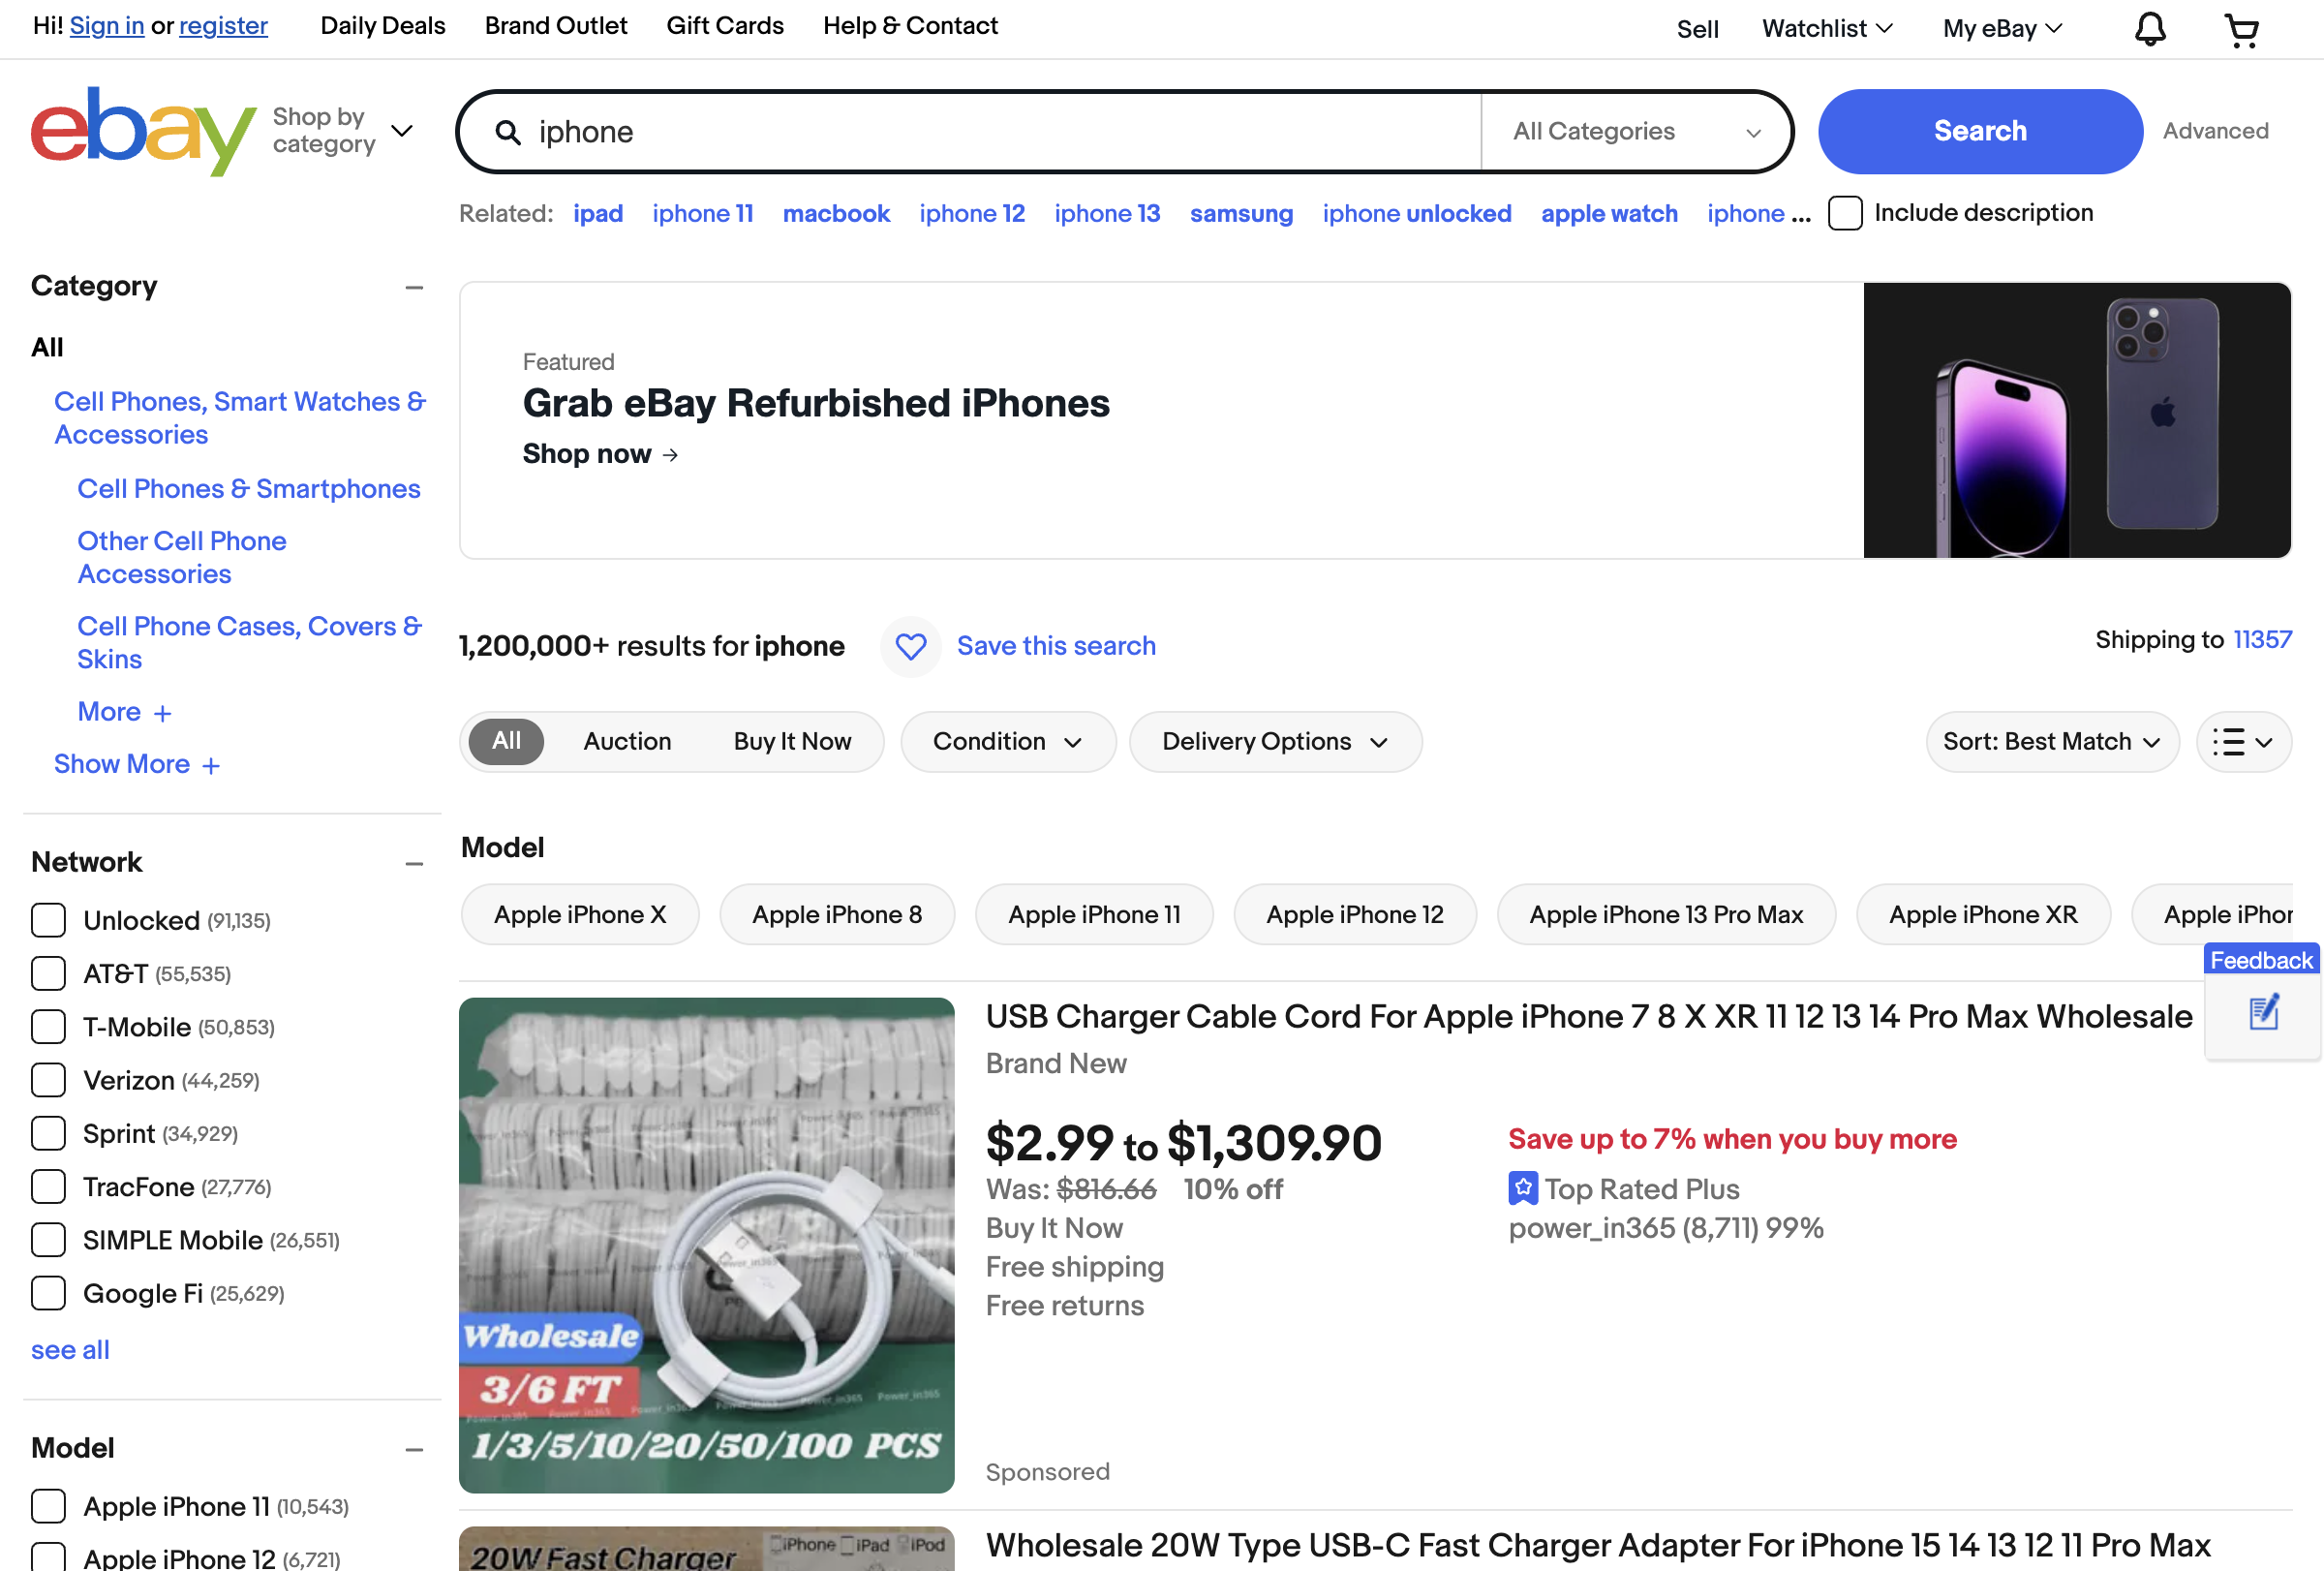 Hi! Sign in or register
Daily Deals
Brand Outlet
Gift Cards
Help & Contact
Sell
Watchlist
My eBay
ebay
Shop by
category
iphone
All Categories
Search
Advanced
Related: ipad iphone 11 macbook iphone 12 iphone 13 samsung iphone unlocked apple watch iphone ...
Include description
Category
All
Cell Phones, Smart Watches &
Accessories
Cell Phones & Smartphones
Other Cell Phone
Accessories
Cell Phone Cases, Covers &
Skins
More +
Show More +
Network
Unlocked (91,135)
AT&T (55,535)
T-Mobile (50,853)
Verizon (44,259)
Sprint (34,929)
TracFone (27,776)
SIMPLE Mobile (26,551)
Google Fi (25,629)
see all
Model
Apple iPhone 11 (10,543)
Apple iPhone 12 (6,721)
Featured
Grab eBay Refurbished iPhones
Shop now →
1,200,000+ results for iphone
Save this search
Shipping to 11357
All
Auction
Buy It Now
Condition
Delivery Options
Sort: Best Match
Model
Apple iPhone X
Apple iPhone 8
Apple iPhone 11
Apple iPhone 12
Apple iPhone 13 Pro Max
Apple iPhone XR
Apple iPhon
Feedback
Wholesale
3/6 FT
Power_in365
1/3/5/10/20/50/100 PCS
USB Charger Cable Cord For Apple iPhone 7 8 X XR 11 12 13 14 Pro Max Wholesale
Brand New
$2.99 to $1,309.90
Was: $816.66 10% off
Buy It Now
Free shipping
Free returns
Save up to 7% when you buy more
Top Rated Plus
power_in365 (8,711) 99%
Sponsored
20W Fast Charger
iPhone iPad iPod
Wholesale 20W Type USB-C Fast Charger Adapter For iPhone 15 14 13 12 11 Pro Max